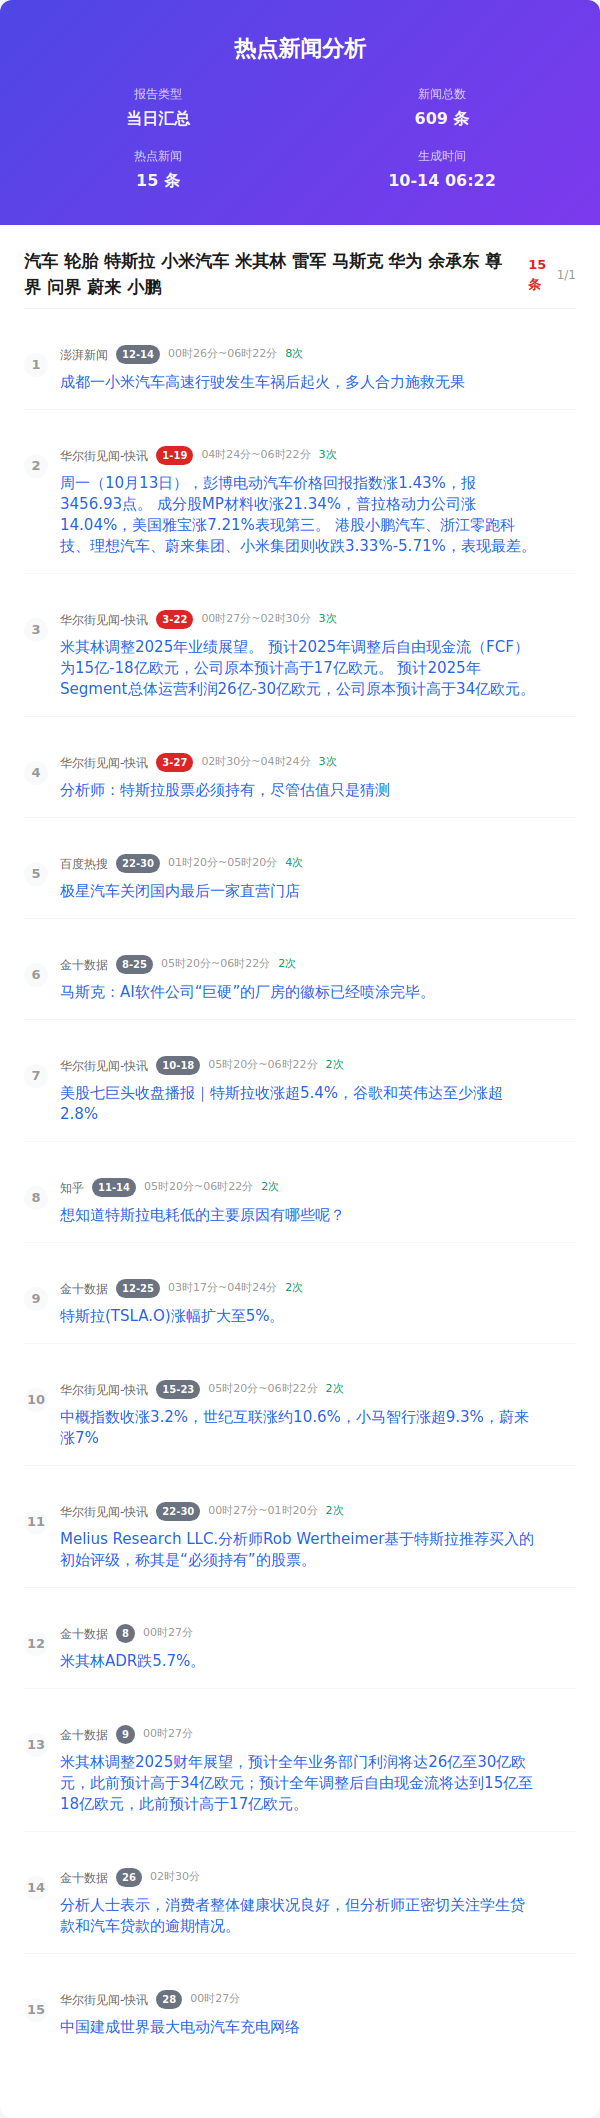 热点新闻分析
报告类型
新闻总数
当日汇总
609 条
热点新闻
生成时间
15 条
10-14 06:22
汽车 轮胎 特斯拉 小米汽车 米其林 雷军 马斯克 华为 余承东 尊
界 问界 蔚来 小鹏
15
条
1/1
1
澎湃新闻 12-14 00时26分~06时22分 8次
成都一小米汽车高速行驶发生车祸后起火，多人合力施救无果
2
华尔街见闻-快讯 1-19 04时24分~06时22分 3次
周一（10月13日），彭博电动汽车价格回报指数涨1.43%，报
3456.93点。 成分股MP材料收涨21.34%，普拉格动力公司涨
14.04%，美国雅宝涨7.21%表现第三。 港股小鹏汽车、浙江零跑科
技、理想汽车、蔚来集团、小米集团则收跌3.33%-5.71%，表现最差。
3
华尔街见闻-快讯 3-22 00时27分~02时30分 3次
米其林调整2025年业绩展望。 预计2025年调整后自由现金流（FCF）
为15亿-18亿欧元，公司原本预计高于17亿欧元。 预计2025年
Segment总体运营利润26亿-30亿欧元，公司原本预计高于34亿欧元。
4
华尔街见闻-快讯 3-27 02时30分~04时24分 3次
分析师：特斯拉股票必须持有，尽管估值只是猜测
5
百度热搜 22-30 01时20分~05时20分 4次
极星汽车关闭国内最后一家直营门店
6
金十数据 8-25 05时20分~06时22分 2次
马斯克：AI软件公司“巨硬”的厂房的徽标已经喷涂完毕。
7
华尔街见闻-快讯 10-18 05时20分~06时22分 2次
美股七巨头收盘播报｜特斯拉收涨超5.4%，谷歌和英伟达至少涨超
2.8%
8
知乎 11-14 05时20分~06时22分 2次
想知道特斯拉电耗低的主要原因有哪些呢？
9
金十数据 12-25 03时17分~04时24分 2次
特斯拉(TSLA.O)涨幅扩大至5%。
10
华尔街见闻-快讯 15-23 05时20分~06时22分 2次
中概指数收涨3.2%，世纪互联涨约10.6%，小马智行涨超9.3%，蔚来
涨7%
11
华尔街见闻-快讯 22-30 00时27分~01时20分 2次
Melius Research LLC.分析师Rob Wertheimer基于特斯拉推荐买入的
初始评级，称其是“必须持有”的股票。
12
金十数据 8 00时27分
米其林ADR跌5.7%。
13
金十数据 9 00时27分
米其林调整2025财年展望，预计全年业务部门利润将达26亿至30亿欧
元，此前预计高于34亿欧元；预计全年调整后自由现金流将达到15亿至
18亿欧元，此前预计高于17亿欧元。
14
金十数据 26 02时30分
分析人士表示，消费者整体健康状况良好，但分析师正密切关注学生贷
款和汽车贷款的逾期情况。
15
华尔街见闻-快讯 28 00时27分
中国建成世界最大电动汽车充电网络